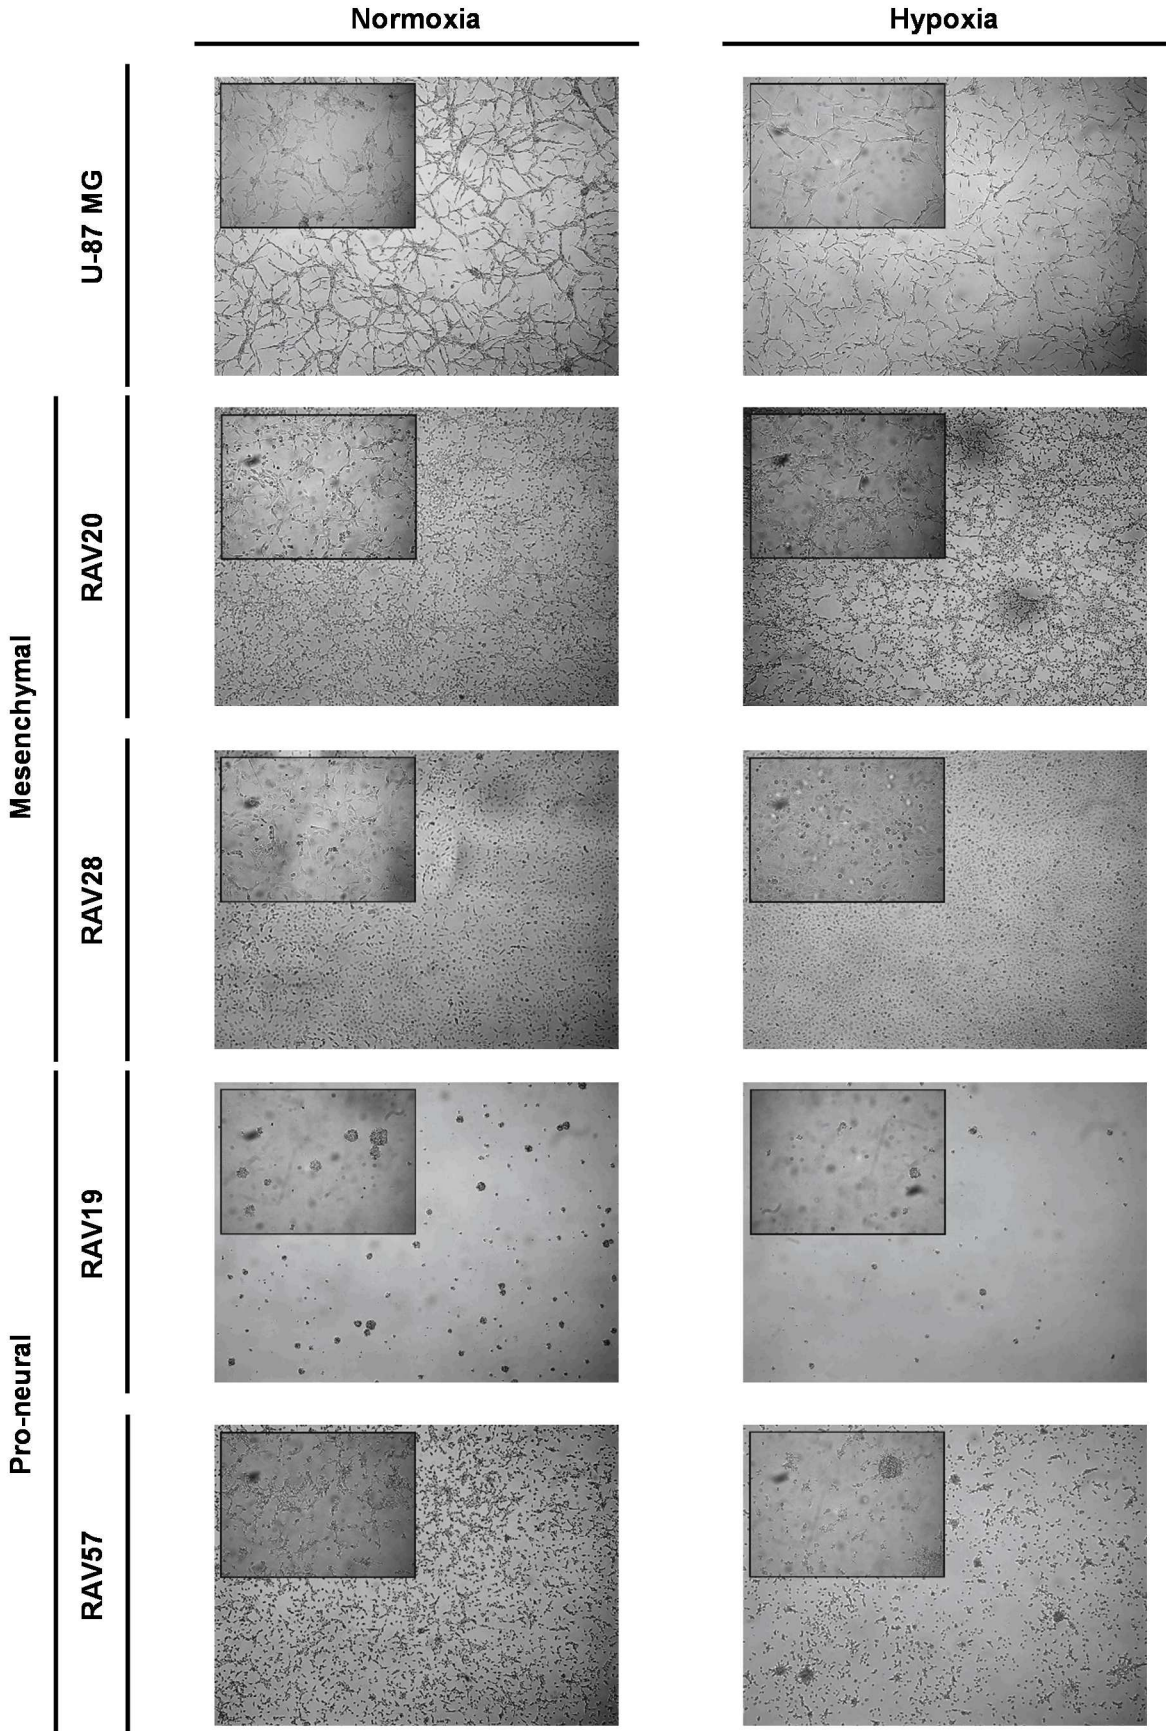 Normoxia
Hypoxia
U-87 MG
Mesenchymal
RAV20
RAV28
Pro-neural
RAV19
RAV57